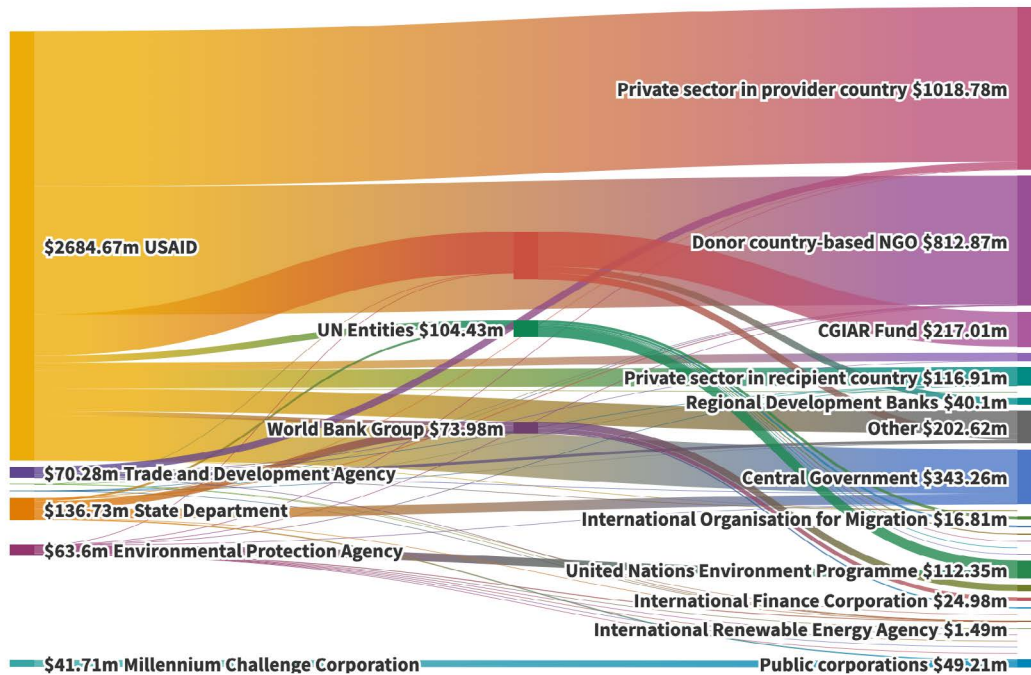 Private sector in provider country $1018.78m
Donor country-based NGO $812.87m
$2684.67m USAID
UN Entities $104.43m
CGIAR Fund $217.01m
Private sector in recipient country $116.91m
Regional Development Banks $40.1m
World Bank Group $73.98m
Other $202.62m
$70.28m Trade and Development Agency
Central Government $343.26m
$136.73m State Department
International Organisation for Migration $16.81m
$63.6m Environmental Protection Agency
United Nations Environment Programme $112.35m
International Finance Corporation $24.98m
International Renewable Energy Agency $1.49m
$41.71m Millennium Challenge Corporation
Public corporations $49.21m